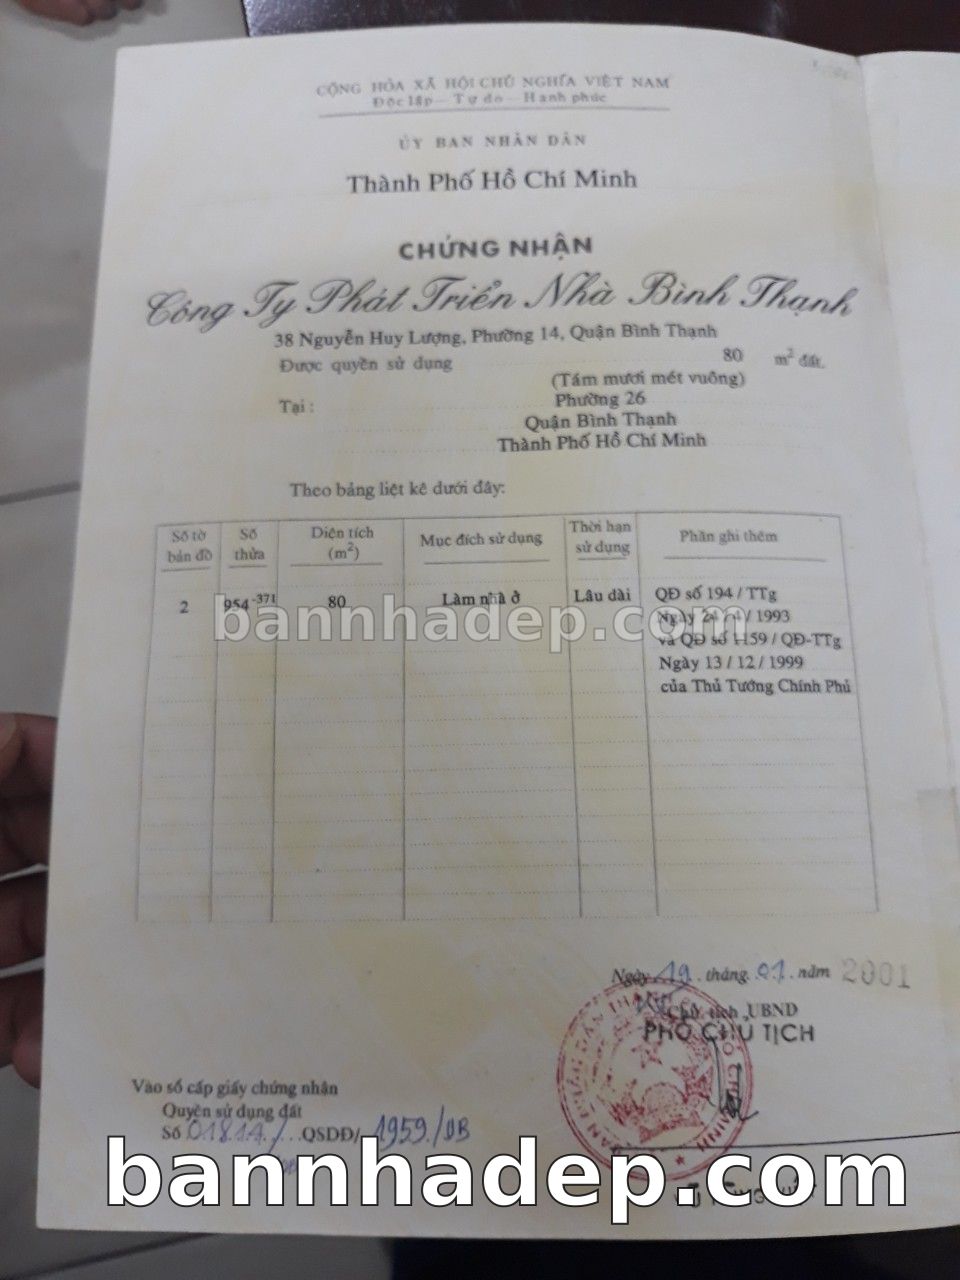 CỘNG HÒA XÃ HỘI CHỦ NGHĨA VIỆT NAM
Độc lập - Tự do - Hạnh phúc
ỦY BAN NHÂN DÂN
Thành Phố Hồ Chí Minh
CHỨNG NHẬN
Công Ty Phát Triển Nhà Bình Thạnh
38 Nguyễn Huy Lượng, Phường 14, Quận Bình Thạnh
Được quyền sử dụng 80 m² đất.
(Tám mươi mét vuông)
Tại : Phường 26
Quận Bình Thạnh
Thành Phố Hồ Chí Minh
Theo bảng liệt kê dưới đây:
Số tờ bản đồ Số thửa Diện tích (m²) Mục đích sử dụng Thời hạn sử dụng Phần ghi thêm
2 954-371 80 Làm nhà ở Lâu dài QĐ số 194 / TTg
Ngày 24 / 4 / 1993
bannhadep.com
và QĐ số 1159 / QĐ-TTg
Ngày 13 / 12 / 1999
của Thủ Tướng Chính Phủ
Ngày 19 . tháng 01 . năm 2001
Chủ tịch UBND
PHÓ CHỦ TỊCH
Vào sổ cấp giấy chứng nhận
Quyền sử dụng đất
Số QSDĐ/ 1959/UB
bannhadep.com